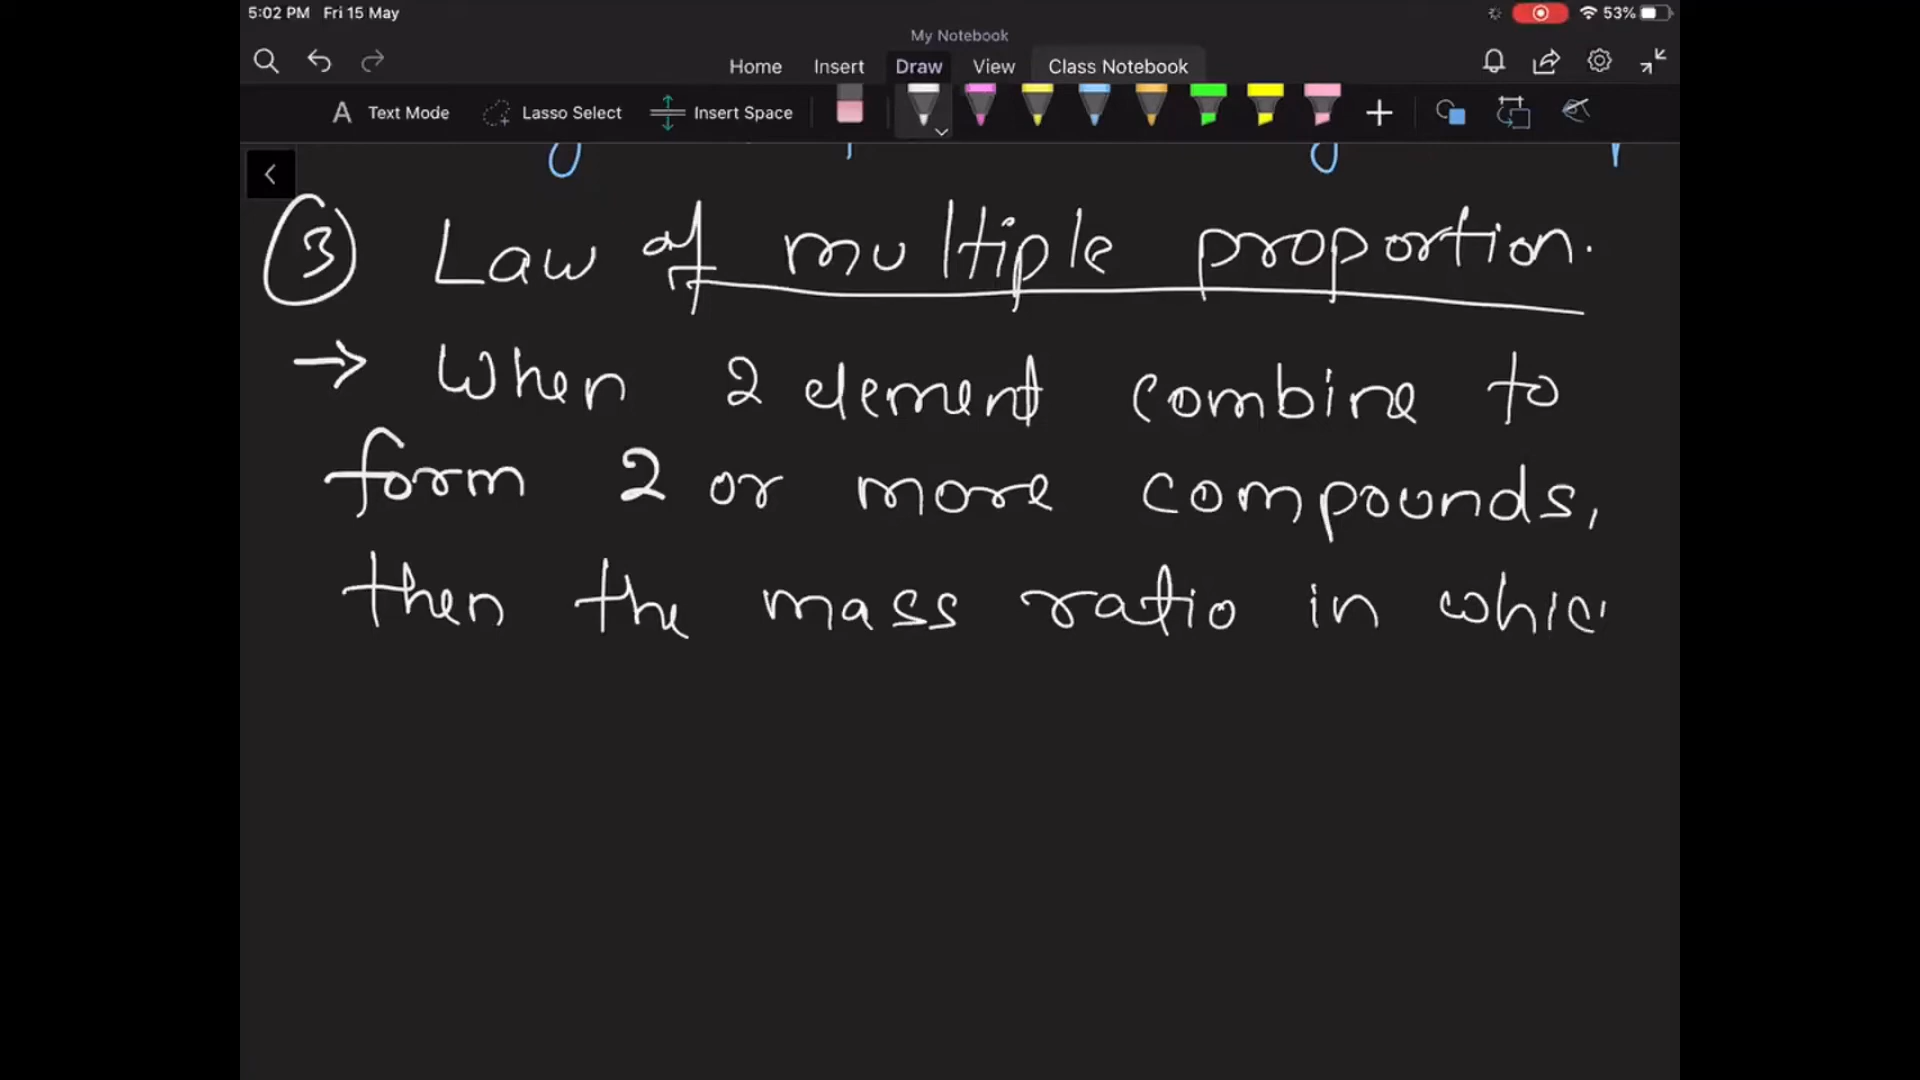 5:02 PM Fri 15 May
53%
My Notebook
Home Insert Draw View Class Notebook
A Text Mode Lasso Select Insert Space
③ Law of multiple proportion.
→ When 2 element combine to
form 2 or more compounds,
then the mass ratio in whic